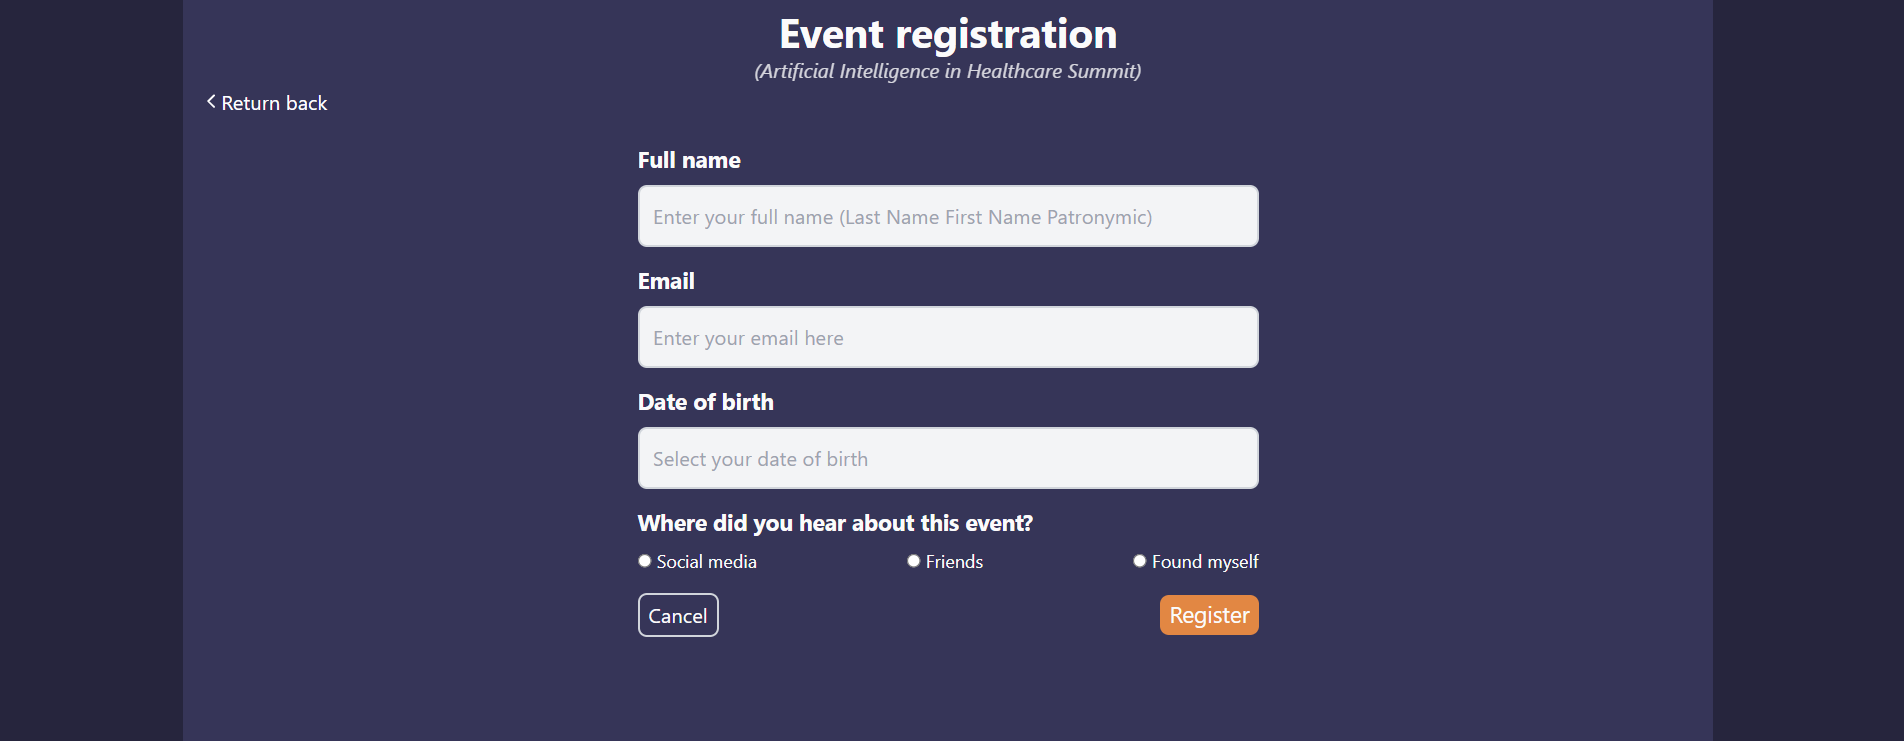 Event registration
(Artificial Intelligence in Healthcare Summit)
Return back
Full name
Enter your full name (Last Name First Name Patronymic)
Email
Enter your email here
Date of birth
Select your date of birth
Where did you hear about this event?
Social media Friends Found myself
Cancel Register